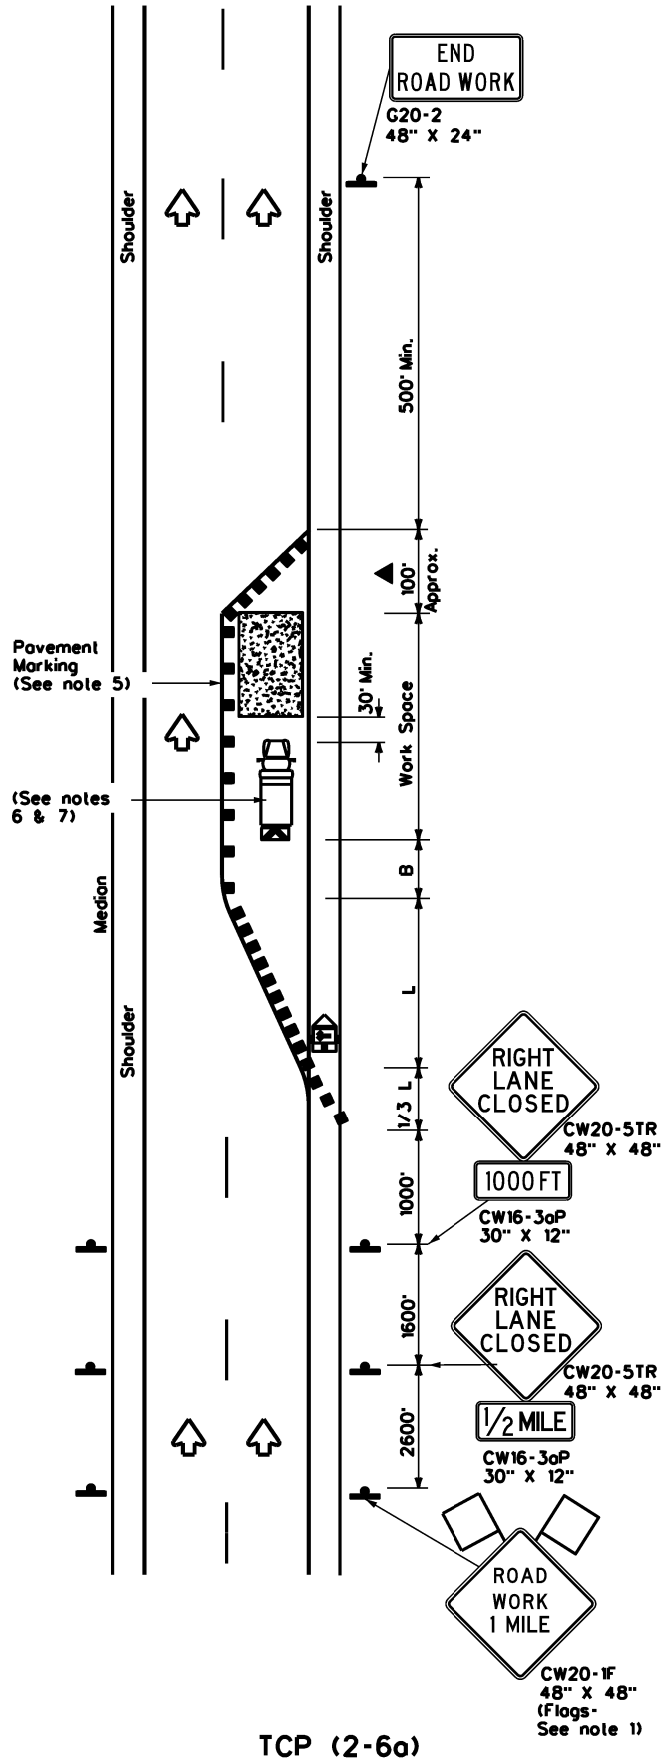 END
ROAD WORK
G20-2
48" X 24"
Shoulder
Shoulder
500' Min.
100'
Approx.
Pavement
Marking
(See note 5)
30' Min.
Work Space
(See notes
6 & 7)
B
Median
L
Shoulder
RIGHT
LANE
CLOSED
1/3 L
CW20-5TR
48" X 48"
1000 FT
1000'
CW16-3aP
30" X 12"
RIGHT
LANE
CLOSED
1600'
CW20-5TR
48" X 48"
1/2 MILE
2600'
CW16-3aP
30" X 12"
ROAD
WORK
1 MILE
CW20-1F
48" X 48"
(Flags-
See note 1)
TCP (2-6a)